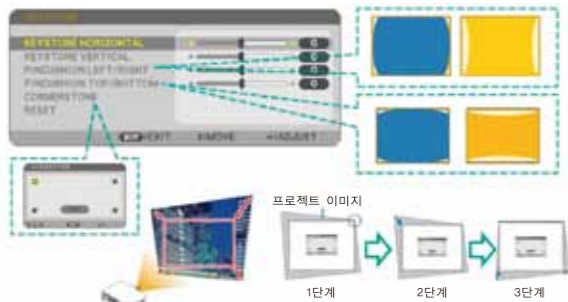 KEYSTONE
KEYSTONE HORIZONTAL
0
KEYSTONE VERTICAL
0
PINCUSHION LEFT/RIGHT
0
PINCUSHION TOP/BOTTOM
0
CORNERSTONE
RESET
EXIT
MOVE
ADJUST
프로젝트 이미지
1단계
2단계
3단계